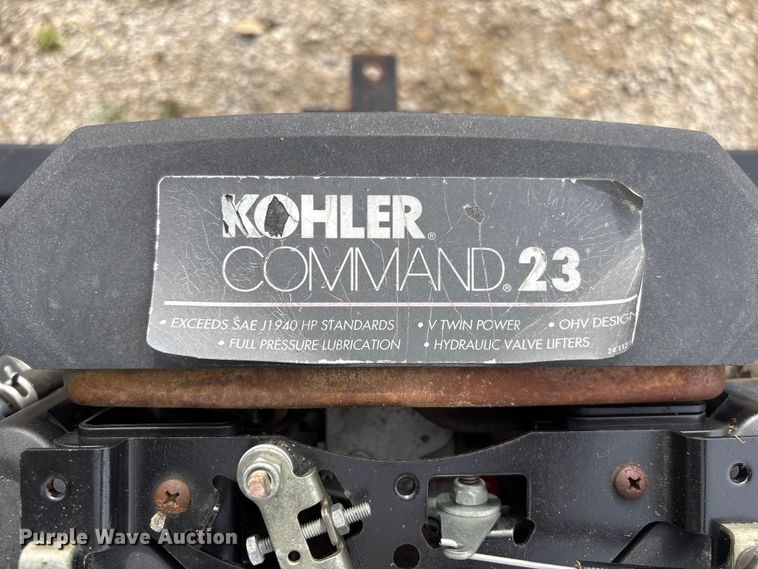 KOHLER®
COMMAND® 23
• EXCEEDS SAE J1940 HP STANDARDS • V TWIN POWER • OHV DESIGN
• FULL PRESSURE LUBRICATION • HYDRAULIC VALVE LIFTERS
Purple Wave Auction